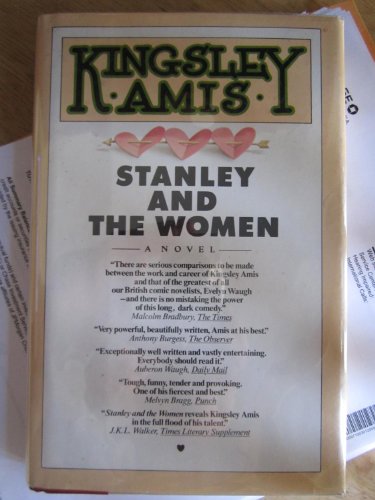 KINGSLEY
·AMIS·
STANLEY
AND
THE WOMEN
A NOVEL
"There are serious comparisons to be made
between the work and career of Kingsley Amis
and that of the greatest of all
our British comic novelists, Evelyn Waugh
—and there is no mistaking the power
of this long, dark comedy."
Malcolm Bradbury, The Times
"Very powerful, beautifully written, Amis at his best."
Anthony Burgess, The Observer
"Exceptionally well written and vastly entertaining.
Everybody should read it."
Auberon Waugh, Daily Mail
"Tough, funny, tender and provoking.
One of his fiercest and best."
Melvyn Bragg, Punch
"Stanley and the Women reveals Kingsley Amis
in the full flood of his talent."
J.K.L. Walker, Times Literary Supplement